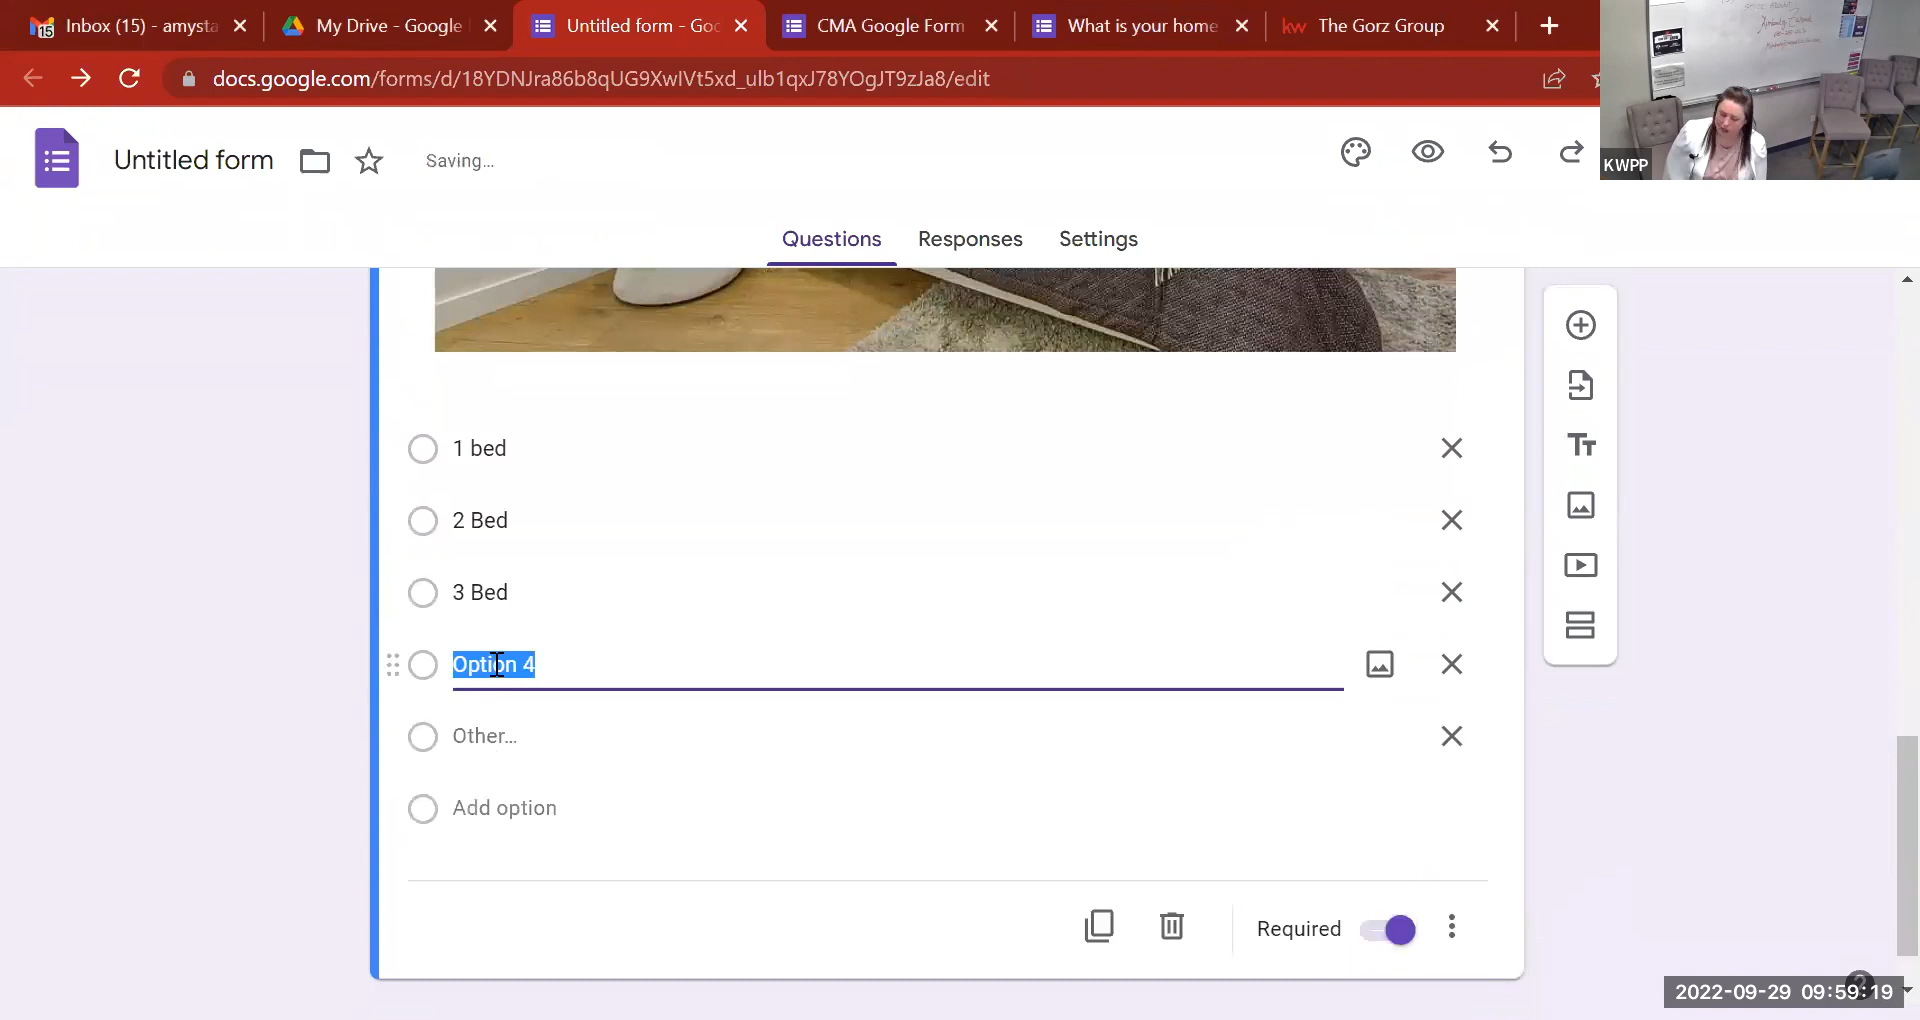 Inbox (15) - amysta
My Drive - Google
Untitled form - Goo
CMA Google Form
What is your home
kw The Gorz Group
docs.google.com/forms/d/18YDNJra86b8qUG9XwIVt5xd_ulb1qxJ78YOgJT9zJa8/edit
Untitled form
Saving...
KWPP
Questions
Responses
Settings
1 bed
2 Bed
3 Bed
Option 4
Other...
Add option
Required
2022-09-29 09:59:19